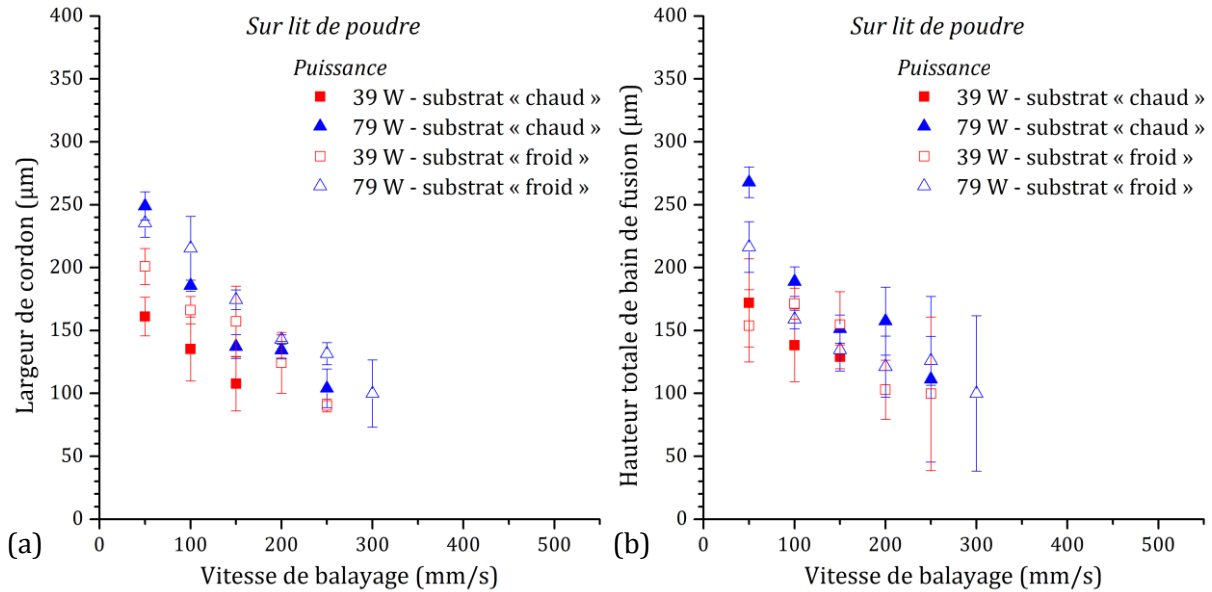 Sur lit de poudre
Puissance
39 W - substrat « chaud »
79 W - substrat « chaud »
39 W - substrat « froid »
79 W - substrat « froid »
Largeur de cordon (µm)
400
350
300
250
200
150
100
50
0
0 100 200 300 400 500
Vitesse de balayage (mm/s)
(a)
Sur lit de poudre
Puissance
39 W - substrat « chaud »
79 W - substrat « chaud »
39 W - substrat « froid »
79 W - substrat « froid »
Hauteur totale de bain de fusion (µm)
400
350
300
250
200
150
100
50
0
0 100 200 300 400 500
Vitesse de balayage (mm/s)
(b)